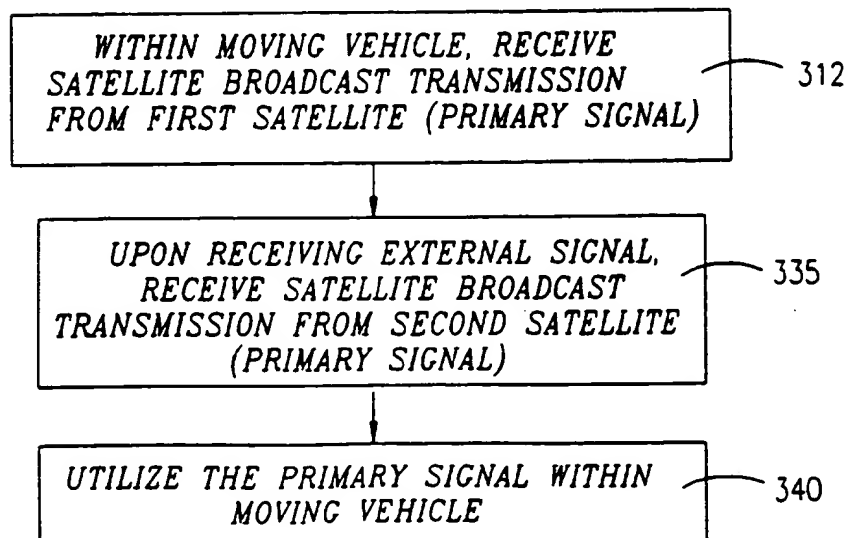 WITHIN MOVING VEHICLE, RECEIVE
SATELLITE BROADCAST TRANSMISSION
FROM FIRST SATELLITE (PRIMARY SIGNAL)
312
UPON RECEIVING EXTERNAL SIGNAL,
RECEIVE SATELLITE BROADCAST
TRANSMISSION FROM SECOND SATELLITE
(PRIMARY SIGNAL)
335
UTILIZE THE PRIMARY SIGNAL WITHIN
MOVING VEHICLE
340